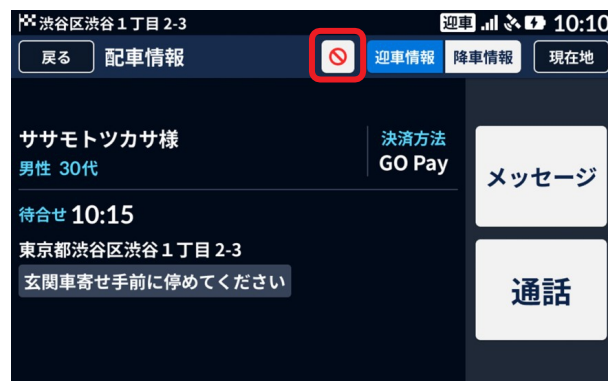 渋谷区渋谷１丁目 2-3
迎車 10:10
戻る 配車情報 迎車情報 降車情報 現在地
ササモトツカサ様
男性 30代
決済方法
GO Pay
メッセージ
待合せ 10:15
東京都渋谷区渋谷１丁目 2-3
玄関車寄せ手前に停めてください
通話